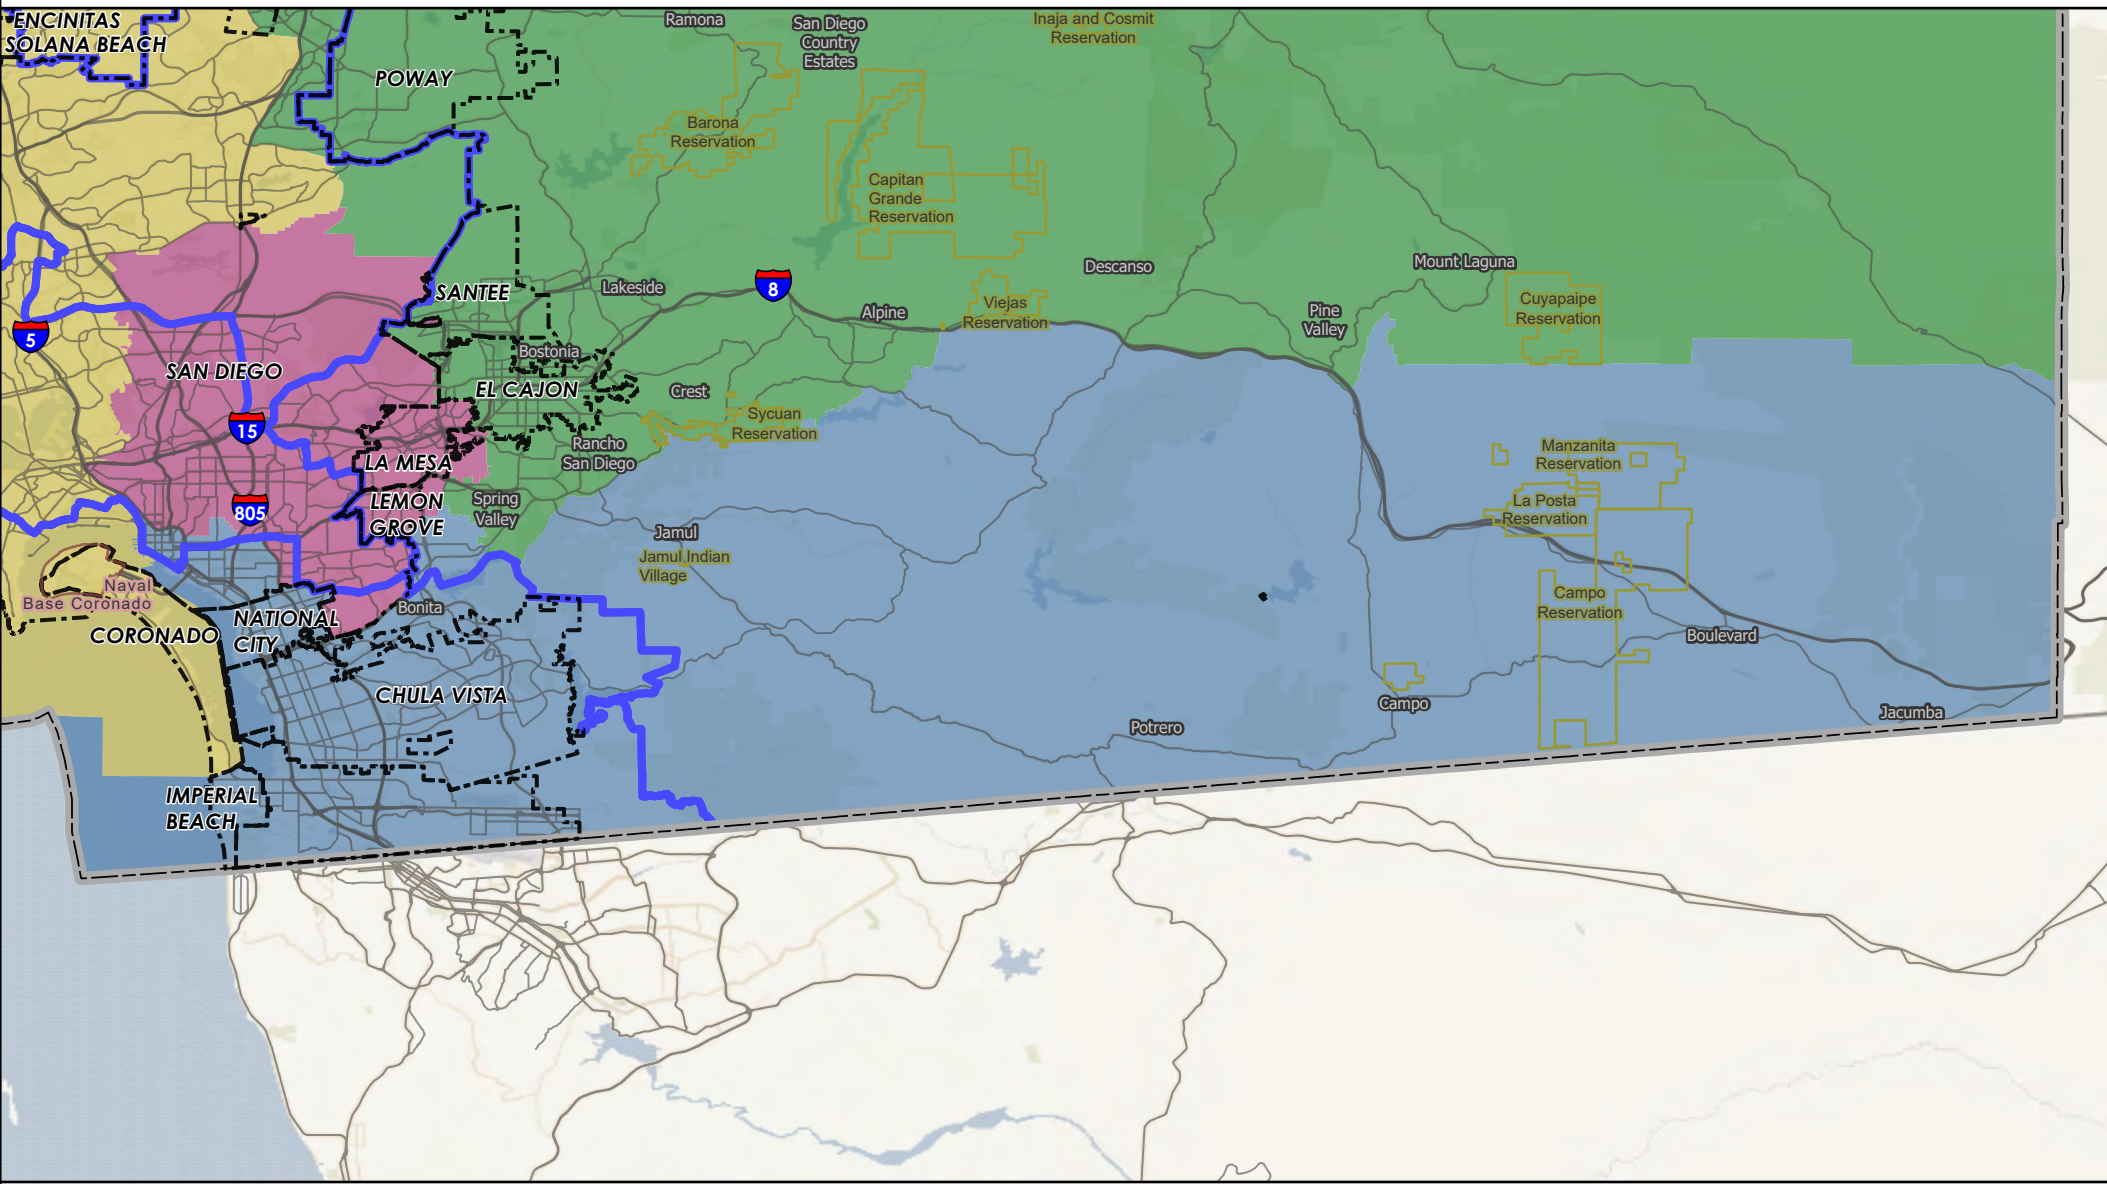 ENCINITAS
SOLANA BEACH
POWAY
Ramona
San Diego
Country
Estates
Inaja and Cosmit
Reservation
Barona
Reservation
Capitan
Grande
Reservation
SANTEE
Lakeside
8
Alpine
Viejas
Reservation
Descanso
Mount Laguna
Pine
Valley
Cuyapaipe
Reservation
5
SAN DIEGO
Bostonia
EL CAJON
Crest
Sycuan
Reservation
15
LA MESA
Rancho
San Diego
Manzanita
Reservation
805
LEMON
GROVE
Spring
Valley
La Posta
Reservation
Jamul
Jamul Indian
Village
Naval
Base Coronado
CORONADO
NATIONAL
CITY
Bonita
Campo
Reservation
Boulevard
CHULA VISTA
Campo
Jacumba
Potrero
IMPERIAL
BEACH